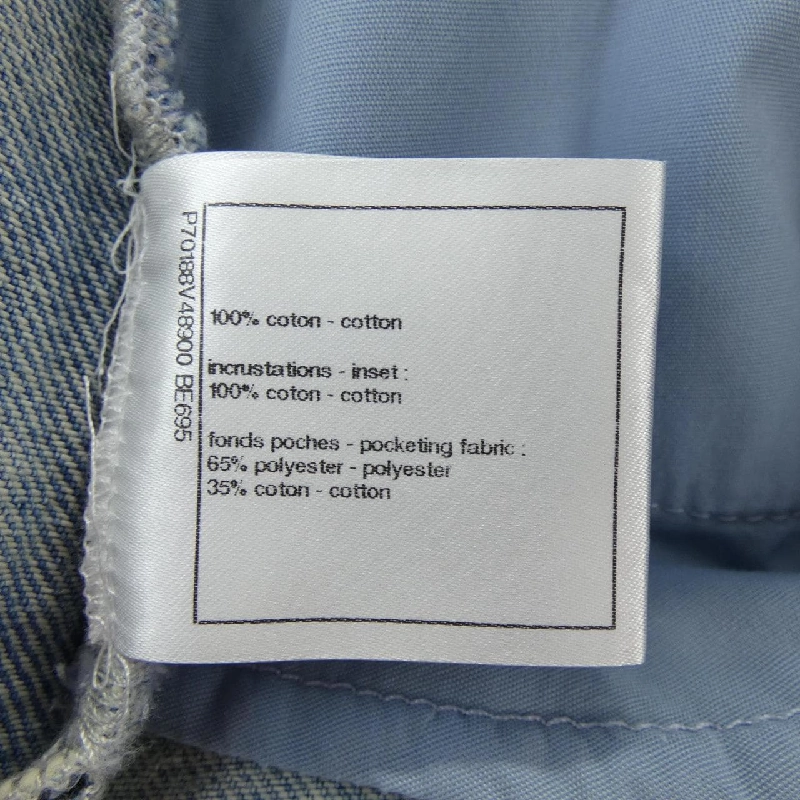 P70188V48900 BE695
100% coton - cotton
incrustations - inset :
100% coton - cotton
fonds poches - pocketing fabric :
65% polyester - polyester
35% coton - cotton